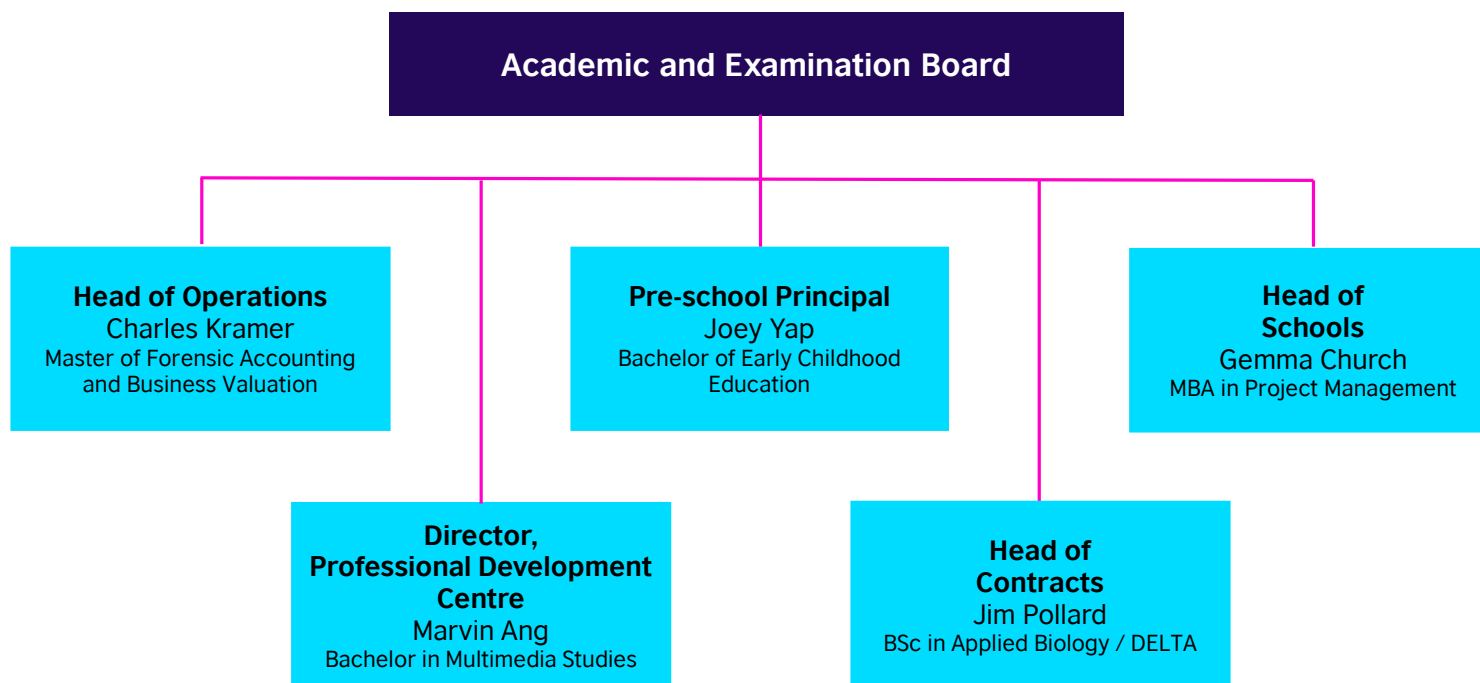 Academic and Examination Board
Head of Operations
Charles Kramer
Master of Forensic Accounting
and Business Valuation
Pre-school Principal
Joey Yap
Bachelor of Early Childhood
Education
Head of
Schools
Gemma Church
MBA in Project Management
Director,
Professional Development
Centre
Marvin Ang
Bachelor in Multimedia Studies
Head of
Contracts
Jim Pollard
BSc in Applied Biology / DELTA